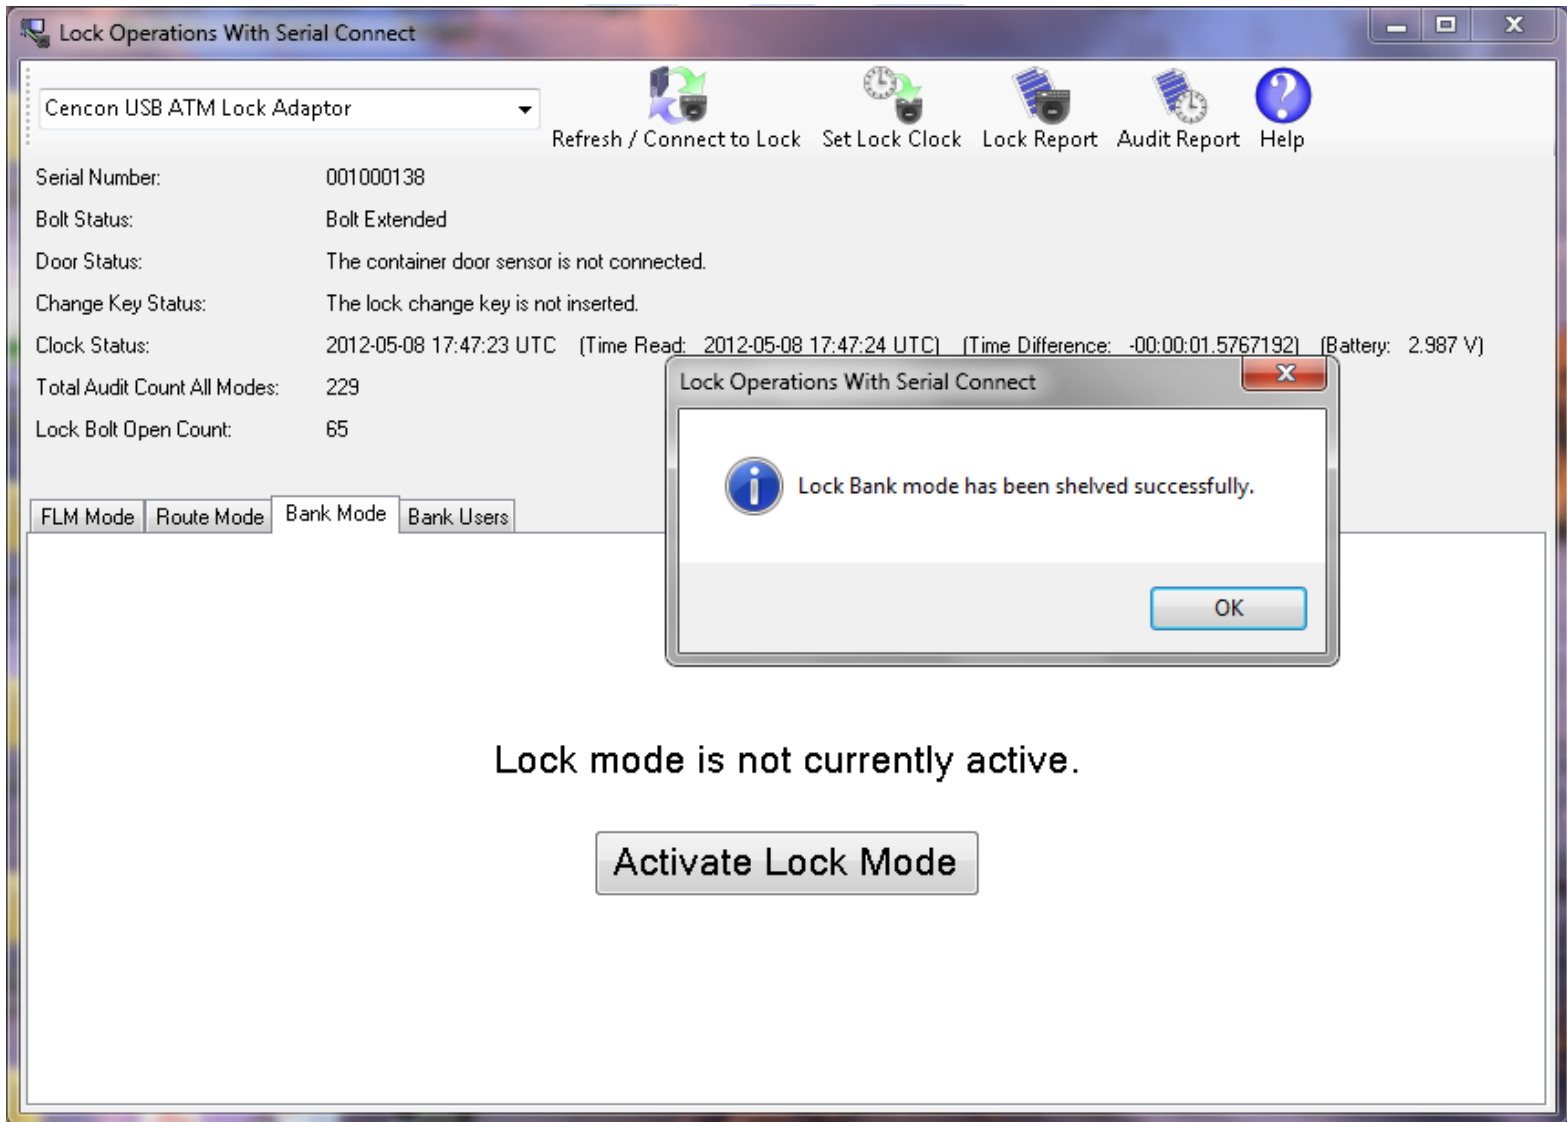 Lock Operations With Serial Connect
X
Cencon USB ATM Lock Adaptor
Refresh / Connect to Lock
Set Lock Clock
Lock Report
Audit Report
?
Help
Serial Number: 001000138
Bolt Status: Bolt Extended
Door Status: The container door sensor is not connected.
Change Key Status: The lock change key is not inserted.
Clock Status: 2012-05-08 17:47:23 UTC (Time Read: 2012-05-08 17:47:24 UTC) (Time Difference: -00:00:01.5767192) (Battery: 2.987 V)
Total Audit Count All Modes: 229
Lock Bolt Open Count: 65
Lock Operations With Serial Connect
X
i
Lock Bank mode has been shelved successfully.
OK
FLM Mode
Route Mode
Bank Mode
Bank Users
Lock mode is not currently active.
Activate Lock Mode